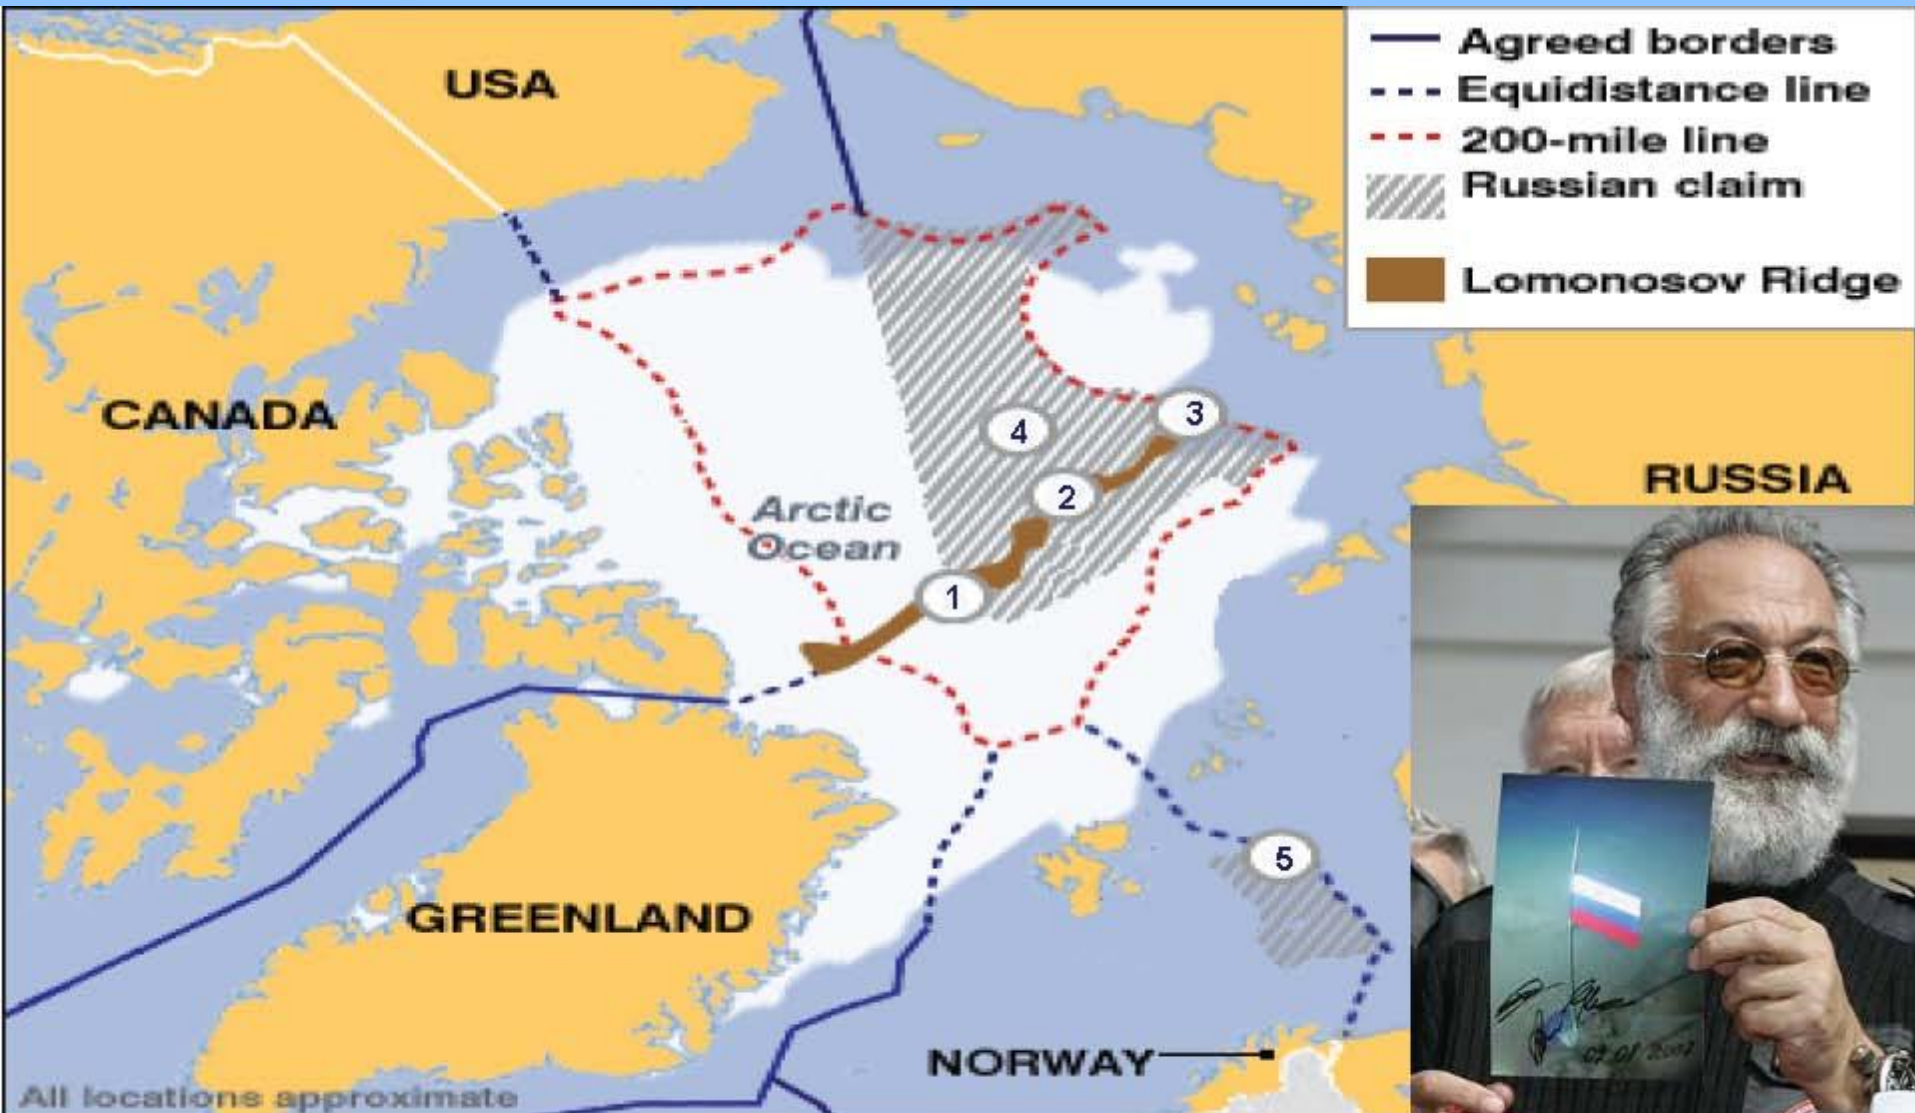 USA
CANADA
Arctic
Ocean
GREENLAND
NORWAY
RUSSIA
All locations approximate
Agreed borders
Equidistance line
200-mile line
Russian claim
Lomonosov Ridge
1
2
3
4
5